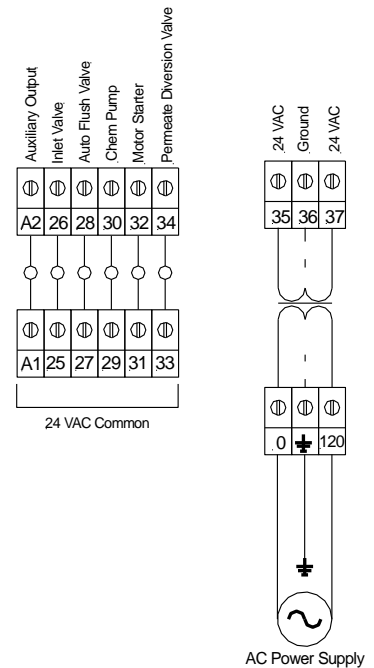 Auxiliary Output
Inlet Valve
Auto Flush Valve
Chem Pump
Motor Starter
Permeate Diversion Valve
A2 26 28 30 32 34
A1 25 27 29 31 33
24 VAC Common
24 VAC
Ground
24 VAC
35 36 37
0 120
AC Power Supply